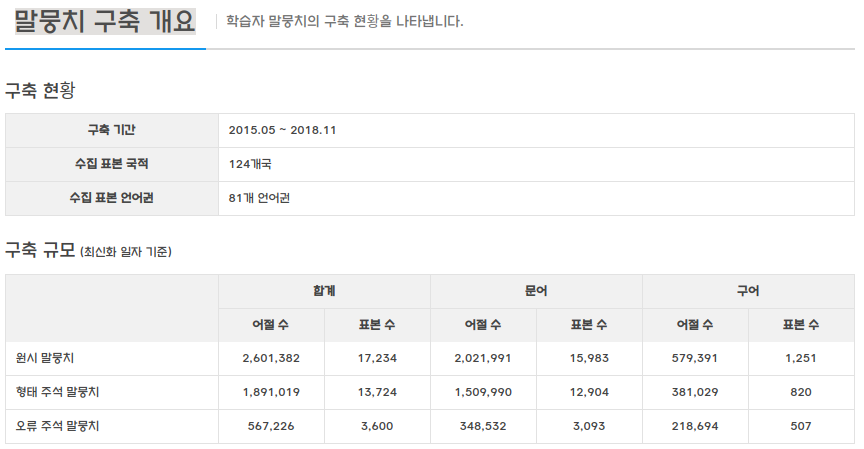 말뭉치 구축 개요 학습자 말뭉치의 구축 현황을 나타냅니다.
구축 현황
구축 기간 2015.05 ~ 2018.11
수집 표본 국적 124개국
수집 표본 언어권 81개 언어권
구축 규모 (최신화 일자 기준)
합계 문어 구어
어절 수 표본 수 어절 수 표본 수 어절 수 표본 수
원시 말뭉치 2,601,382 17,234 2,021,991 15,983 579,391 1,251
형태 주석 말뭉치 1,891,019 13,724 1,509,990 12,904 381,029 820
오류 주석 말뭉치 567,226 3,600 348,532 3,093 218,694 507